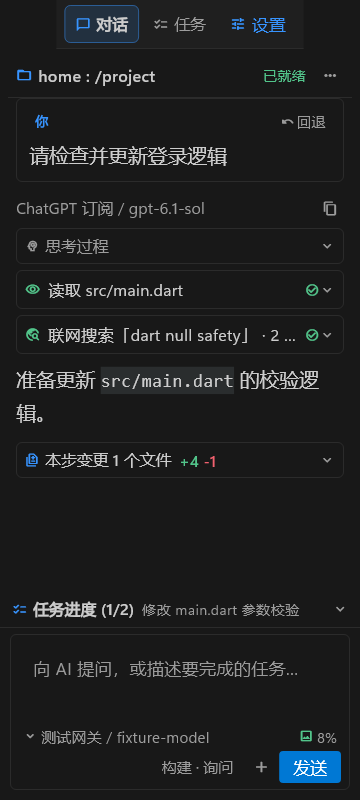 对话 任务 设置
home : /project 已就绪 ...
你 回退
请检查并更新登录逻辑
ChatGPT 订阅 / gpt-6.1-sol
思考过程
读取 src/main.dart
联网搜索「dart null safety」 · 2 ...
准备更新 src/main.dart 的校验逻
辑。
本步变更 1 个文件 +4 -1
任务进度 (1/2) 修改 main.dart 参数校验
向 AI 提问，或描述要完成的任务...
测试网关 / fixture-model 8%
构建 · 询问 + 发送